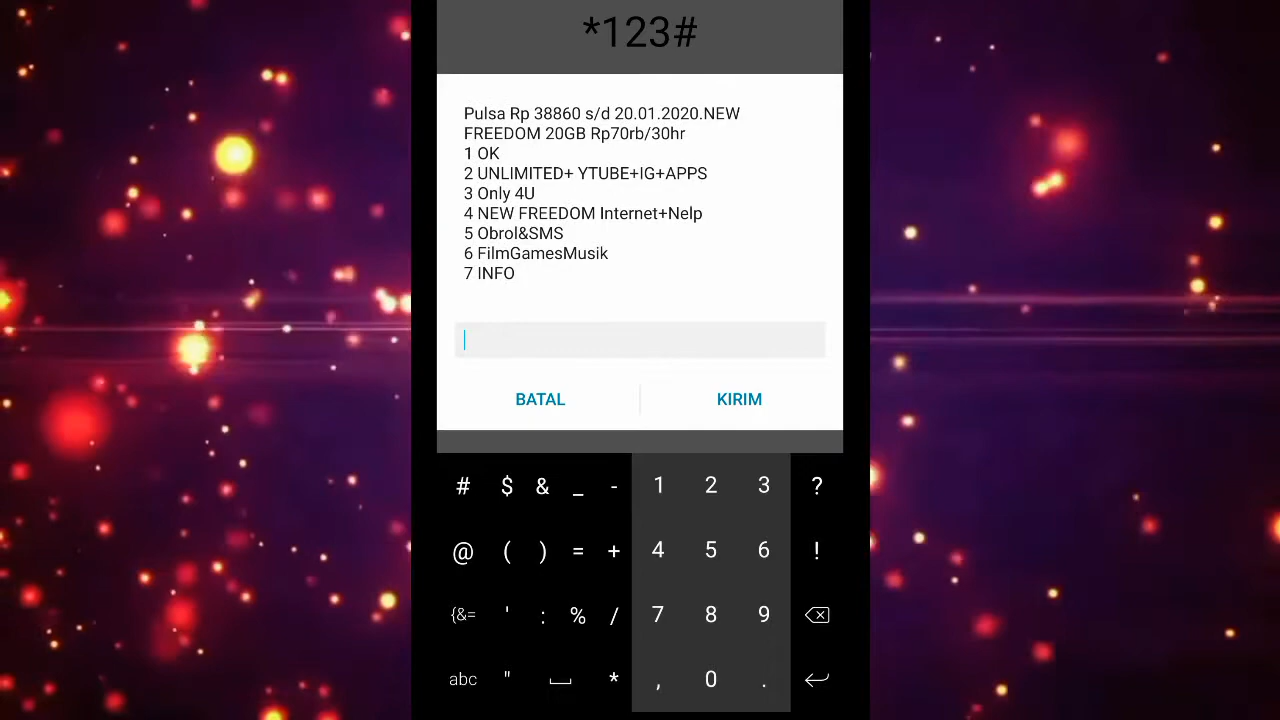 *123#
Pulsa Rp 38860 s/d 20.01.2020.NEW
FREEDOM 20GB Rp70rb/30hr
1 OK
2 UNLIMITED+ YTUBE+IG+APPS
3 Only 4U
4 NEW FREEDOM Internet+Nelp
5 Obrol&SMS
6 FilmGamesMusik
7 INFO
BATAL KIRIM
# $ & _ - 1 2 3 ?
@ ( ) = + 4 5 6 !
{&= ' : % / 7 8 9
abc " * , 0 .